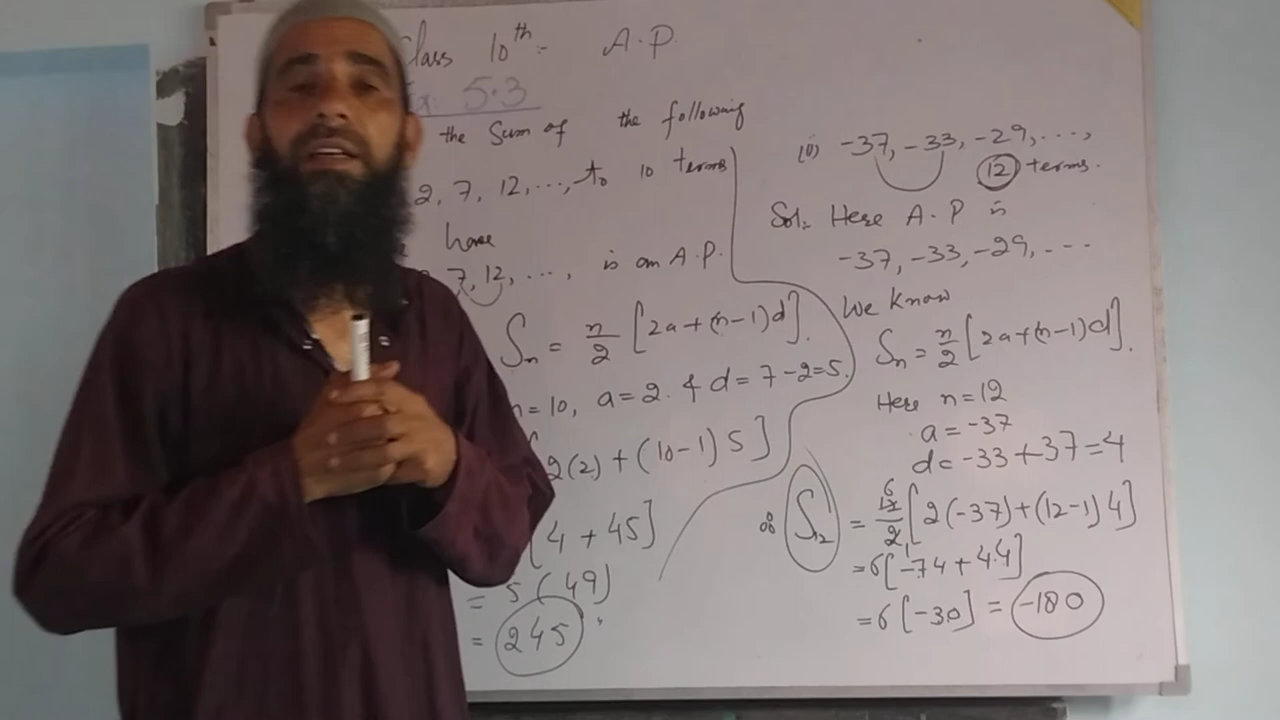 Class 10th:- A.P.
Ex: 5.3
the Sum of the following
2, 7, 12, ..., to 10 terms
have
7, 12, ..., is an A.P.
Sn = n/2 [2a+(n-1)d].
n=10, a=2. & d=7-2=5.
2(2) + (10-1) 5]
[4 + 45]
= 5 (49)
= 245
(ii) -37, -33, -29, ...,
12 terms.
Sol:- Here A.P is
-37, -33, -29, ---
We know
Sn = n/2 [2a+(n-1)d].
Here n=12
a = -37
d= -33+37=4
S12 = 12/2 [2(-37)+(12-1)4]
6
1
=6[-74+44]
=6[-30] = -180